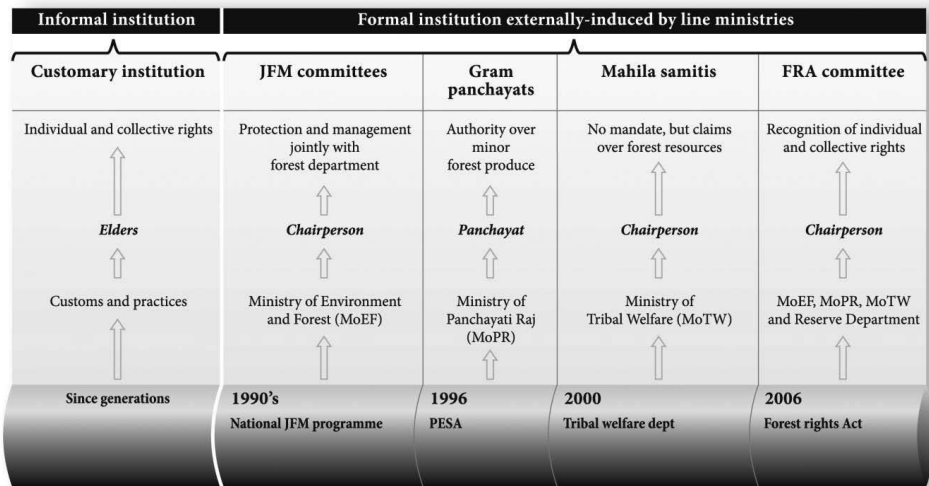 Informal institution
Formal institution externally-induced by line ministries
Customary institution
JFM committees
Gram
panchayats
Mahila samitis
FRA committee
Individual and collective rights
Protection and management
jointly with
forest department
Authority over
minor
forest produce
No mandate, but claims
over forest resources
Recognition of individual
and collective rights
Elders
Chairperson
Panchayat
Chairperson
Chairperson
Customs and practices
Ministry of Environment
and Forest (MoEF)
Ministry of
Panchayati Raj
(MoPR)
Ministry of
Tribal Welfare (MoTW)
MoEF, MoPR, MoTW
and Reserve Department
Since generations
1990's
National JFM programme
1996
PESA
2000
Tribal welfare dept
2006
Forest rights Act